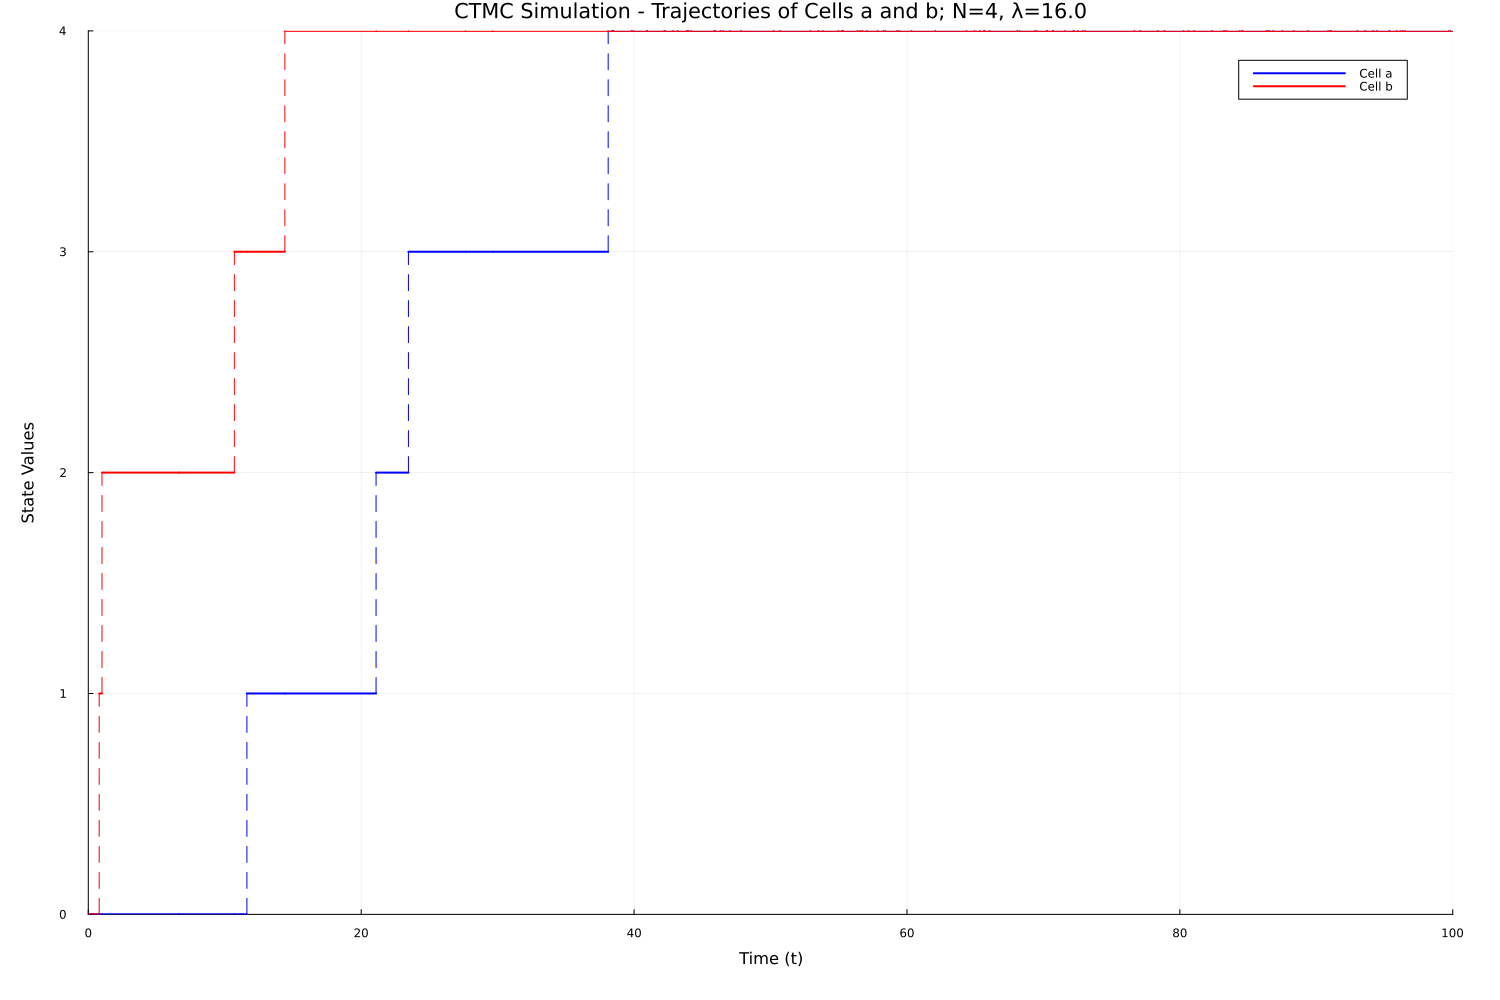 CTMC Simulation - Trajectories of Cells a and b; N=4, λ=16.0
4
3
2
1
0
State Values
Cell a
Cell b
0 20 40 60 80 100
Time (t)